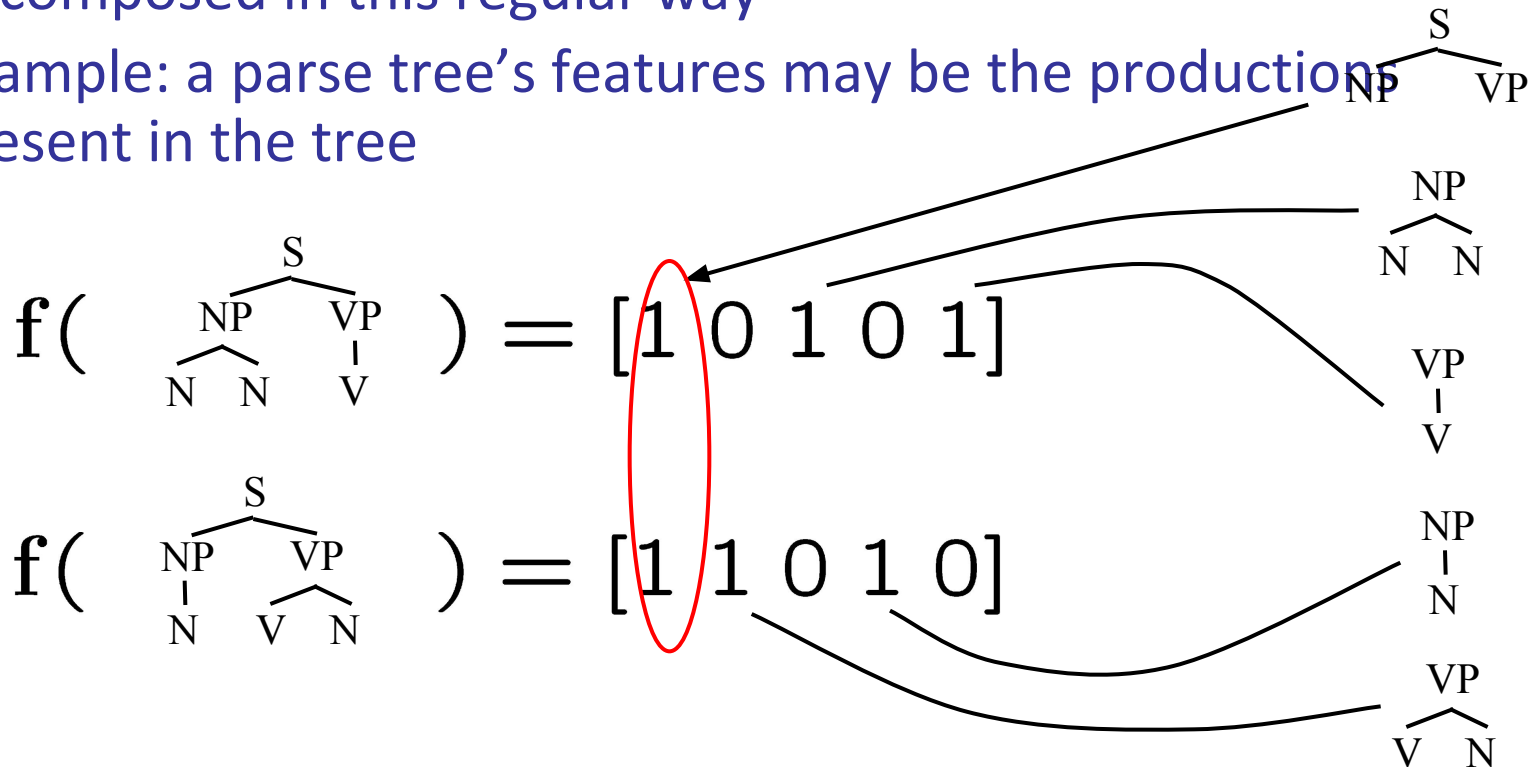 composed in this regular way
ample: a parse tree’s features may be the productions
esent in the tree
S
NP VP
NP
N N
VP
V
NP
N
VP
V N
S
NP VP
N N V
f( ) = [1 0 1 0 1]
S
NP VP
N V N
f( ) = [1 1 0 1 0]